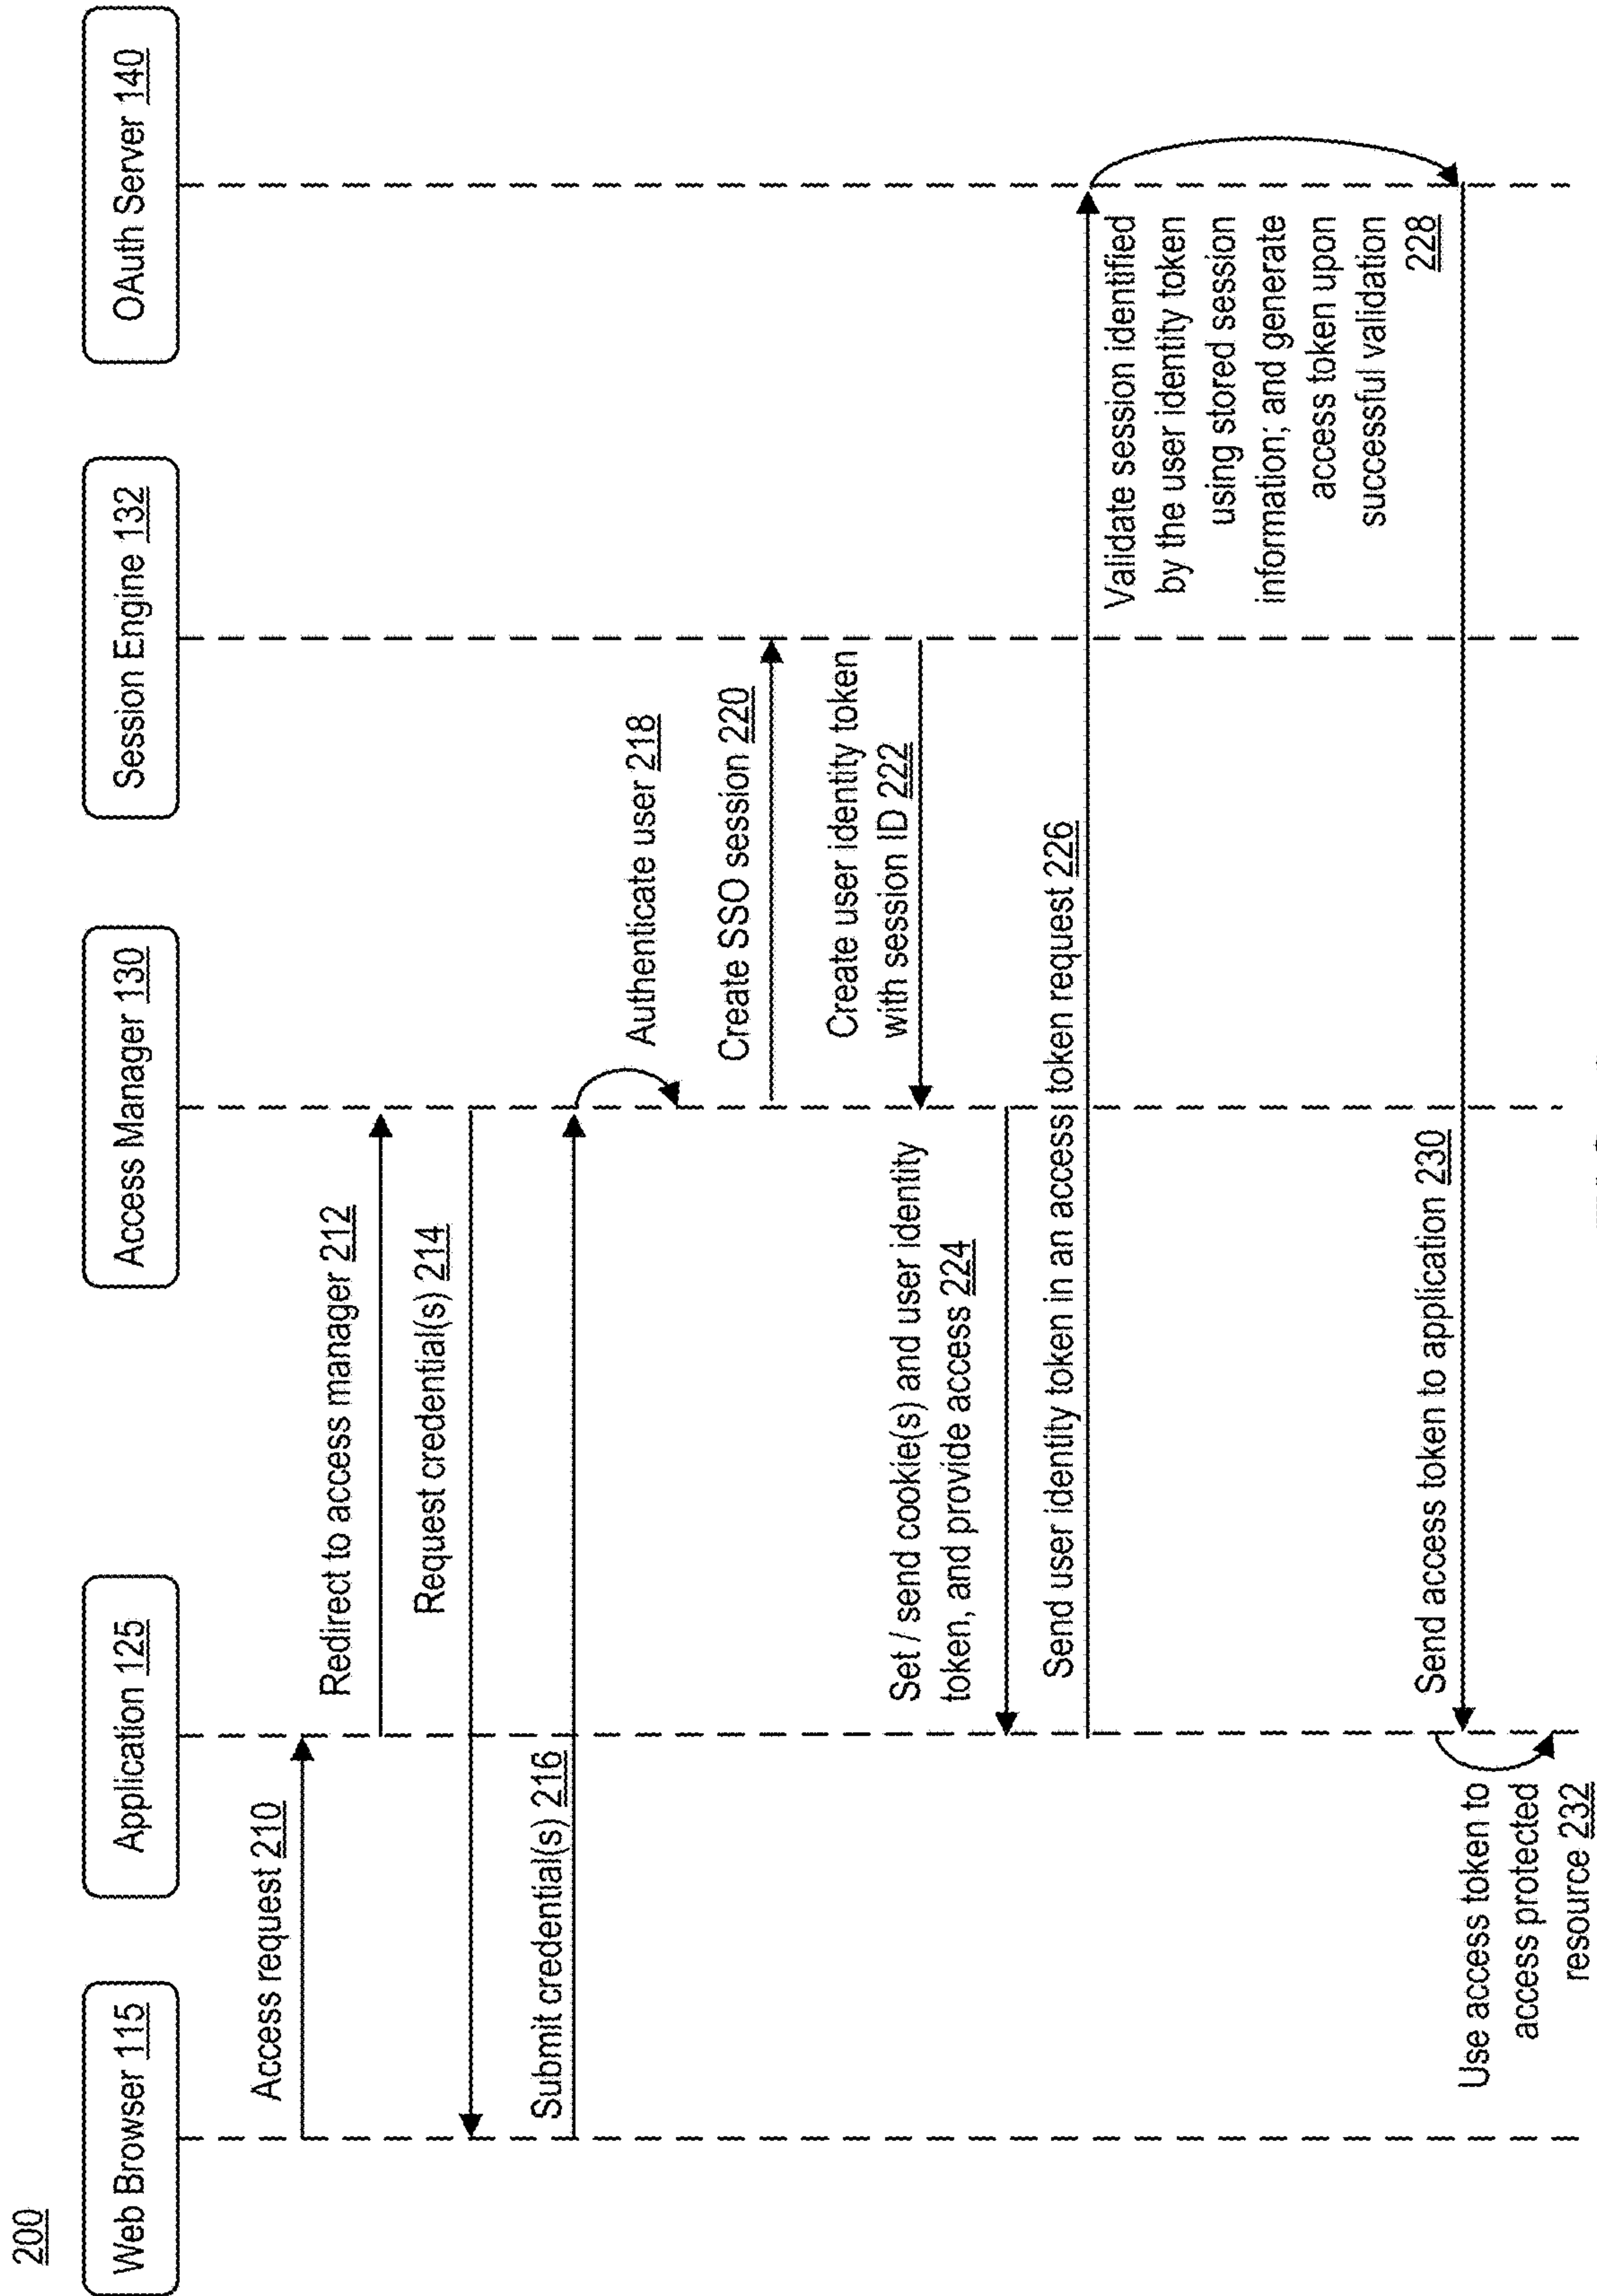 200
Web Browser 115
Application 125
Access Manager 130
Session Engine 132
OAuth Server 140
Access request 210
Redirect to access manager 212
Request credential(s) 214
Submit credential(s) 216
Authenticate user 218
Create SSO session 220
Create user identity token
with session ID 222
Set / send cookie(s) and user identity
token, and provide access 224
Send user identity token in an access token request 226
Validate session identified
by the user identity token
using stored session
information; and generate
access token upon
successful validation
228
Send access token to application 230
Use access token to
access protected
resource 232